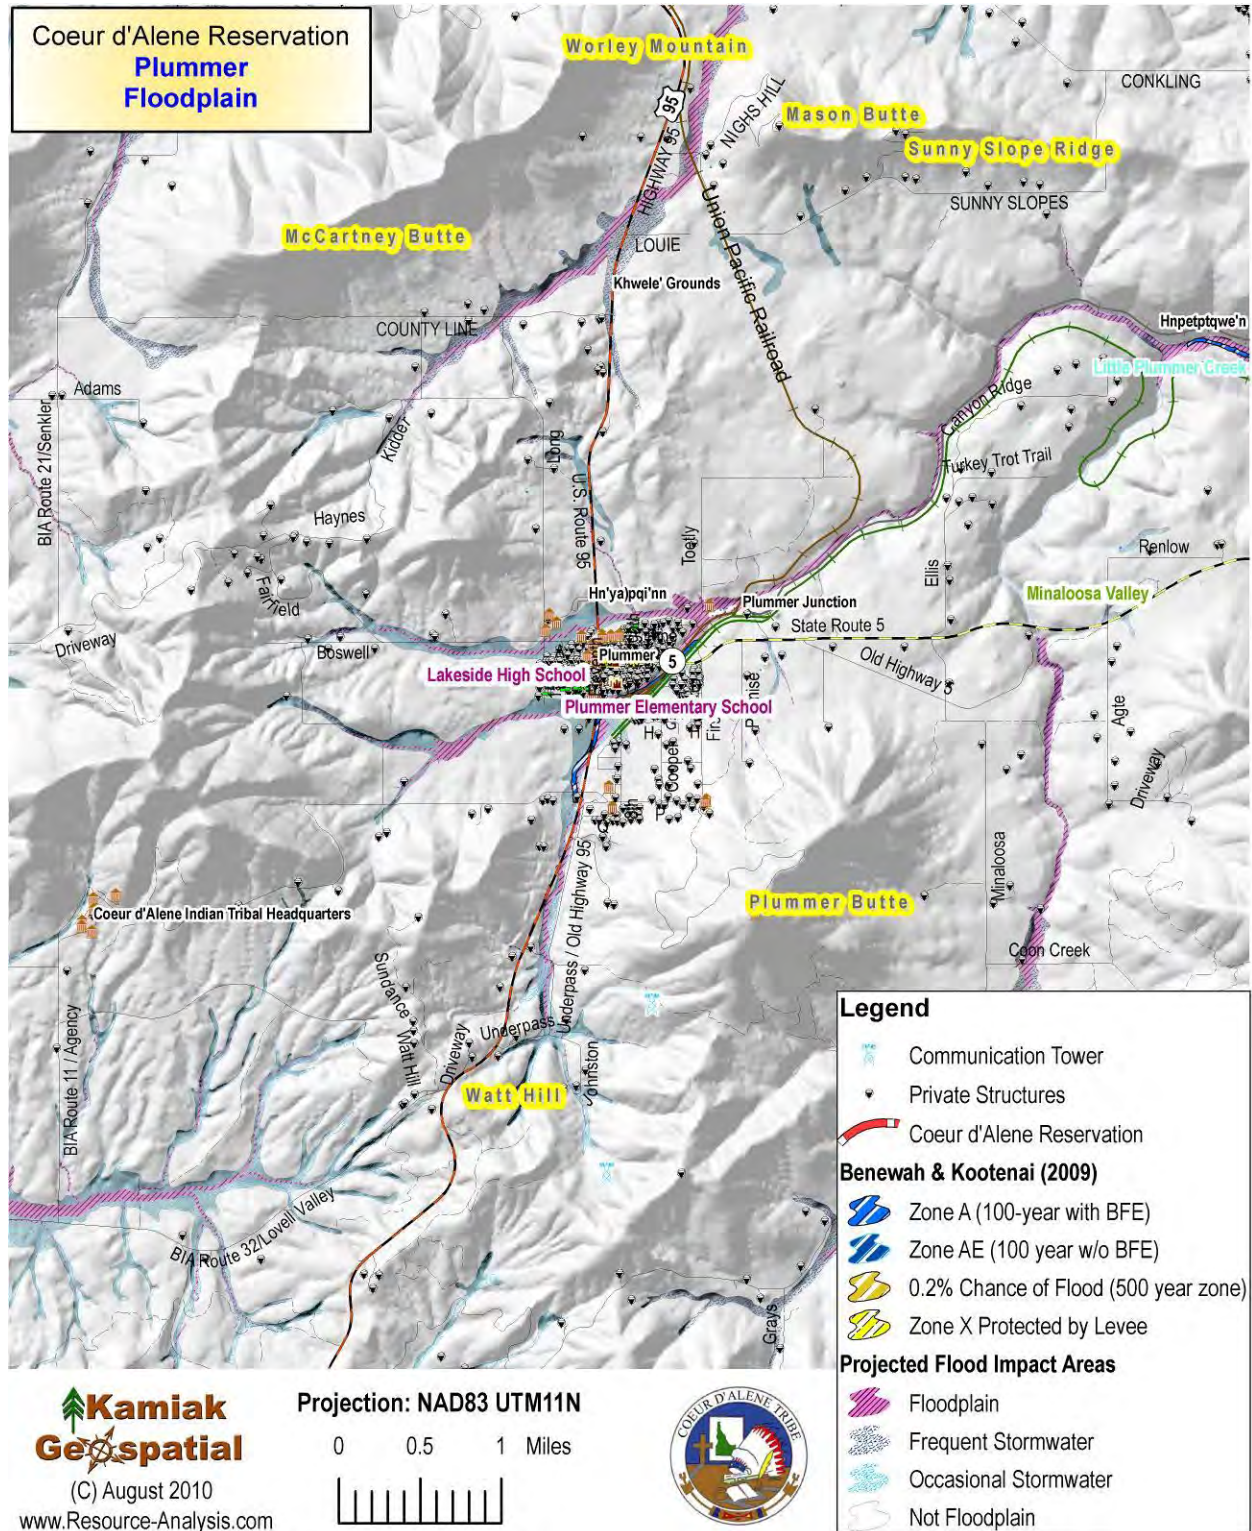 Coeur d'Alene Reservation
Plummer
Floodplain
Worley Mountain
95
HIGHWAY 95
NIGHS HILL
Mason Butte
CONKLING
Sunny Slope Ridge
SUNNY SLOPES
McCartney Butte
LOUIE
Union Pacific Railroad
Khwele' Grounds
COUNTY LINE
Hnpetptqwe'n
Little Plummer Creek
Adams
Kidder
Long
Canyon Ridge
Turkey Trot Trail
BIA Route 21/Senkler
Haynes
U.S. Route 95
Tootly
Renlow
Ellis
Fairfield
Hn'ya)pqi'nn
Plummer Junction
Minaloosa Valley
State Route 5
Driveway
Boswell
Plummer
5
Old Highway 5
Lakeside High School
Plummer Elementary School
Agte
Cooper
H
H
Q
P
Driveway
Underpass / Old Highway 95
Minaloosa
Plummer Butte
Coeur d'Alene Indian Tribal Headquarters
Coon Creek
Sundance
Watt Hill
Driveway
Underpass
Johnston
BIA Route 11 / Agency
Watt Hill
BIA Route 32/Lovell Valley
Grays
Legend
Communication Tower
Private Structures
Coeur d'Alene Reservation
Benewah & Kootenai (2009)
Zone A (100-year with BFE)
Zone AE (100 year w/o BFE)
0.2% Chance of Flood (500 year zone)
Zone X Protected by Levee
Projected Flood Impact Areas
Floodplain
Frequent Stormwater
Occasional Stormwater
Not Floodplain
Kamiak
Geospatial
(C) August 2010
www.Resource-Analysis.com
Projection: NAD83 UTM11N
0 0.5 1 Miles
COEUR D'ALENE TRIBE